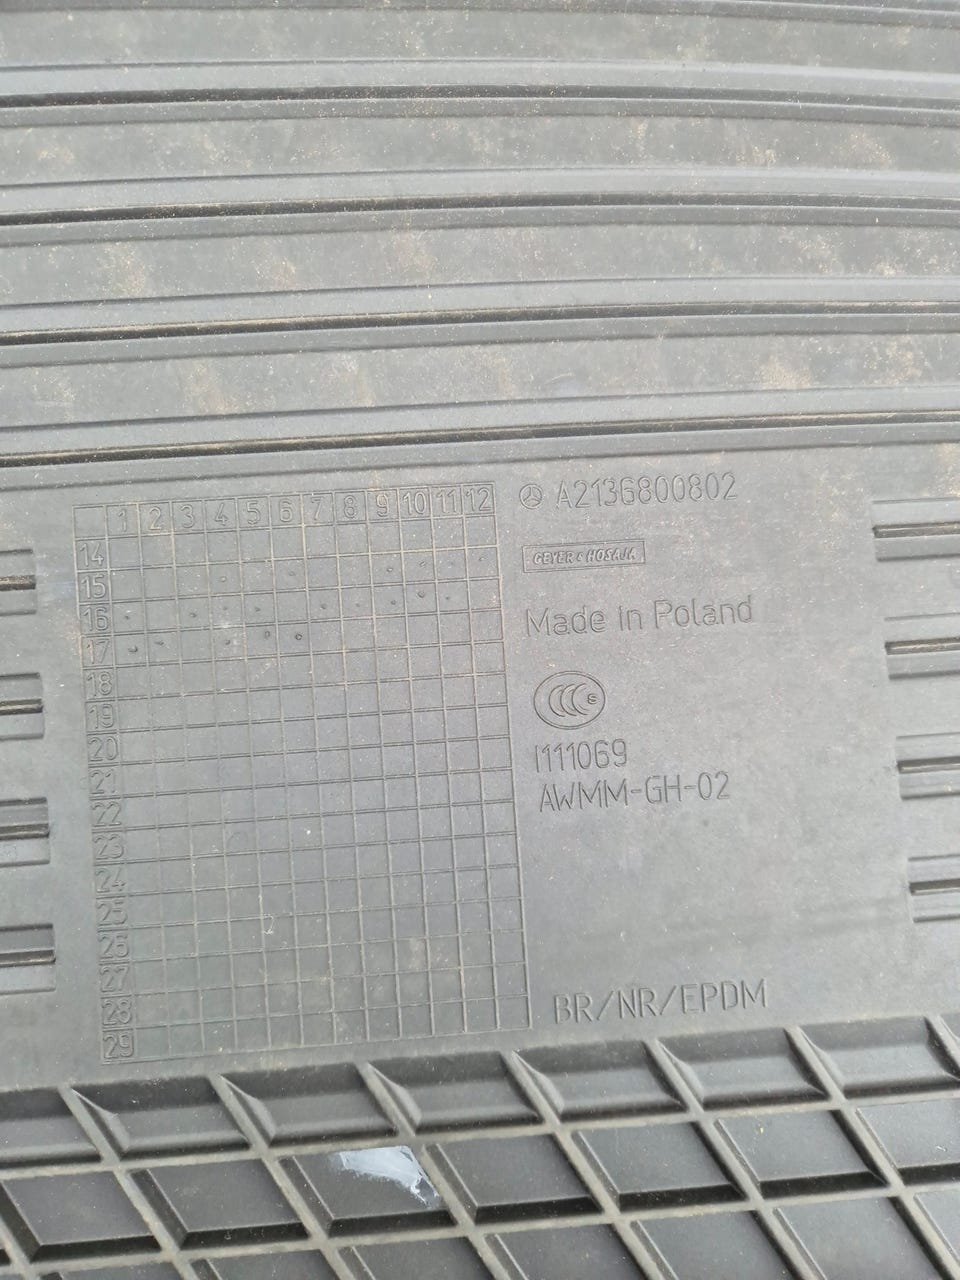 1 2 3 4 5 6 7 8 9 10 11 12
14
15
16
17
18
19
20
21
22
23
24
25
26
27
28
29
A2136800802
GEYER & HOSAJA
Made in Poland
CCC S
I111069
AWMM-GH-02
BR/NR/EPDM